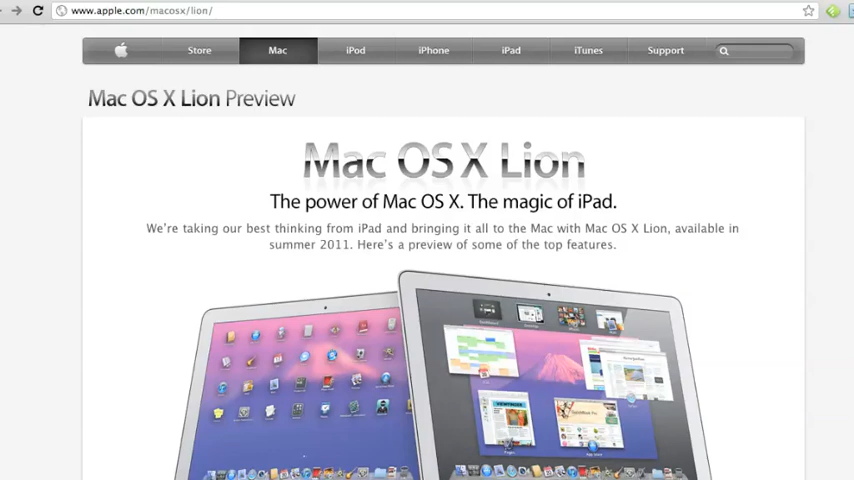 www.apple.com/macosx/lion/
Store Mac iPod iPhone iPad iTunes Support
Mac OS X Lion Preview
Mac OS X Lion
The power of Mac OS X. The magic of iPad.
We're taking our best thinking from iPad and bringing it all to the Mac with Mac OS X Lion, available in
summer 2011. Here's a preview of some of the top features.